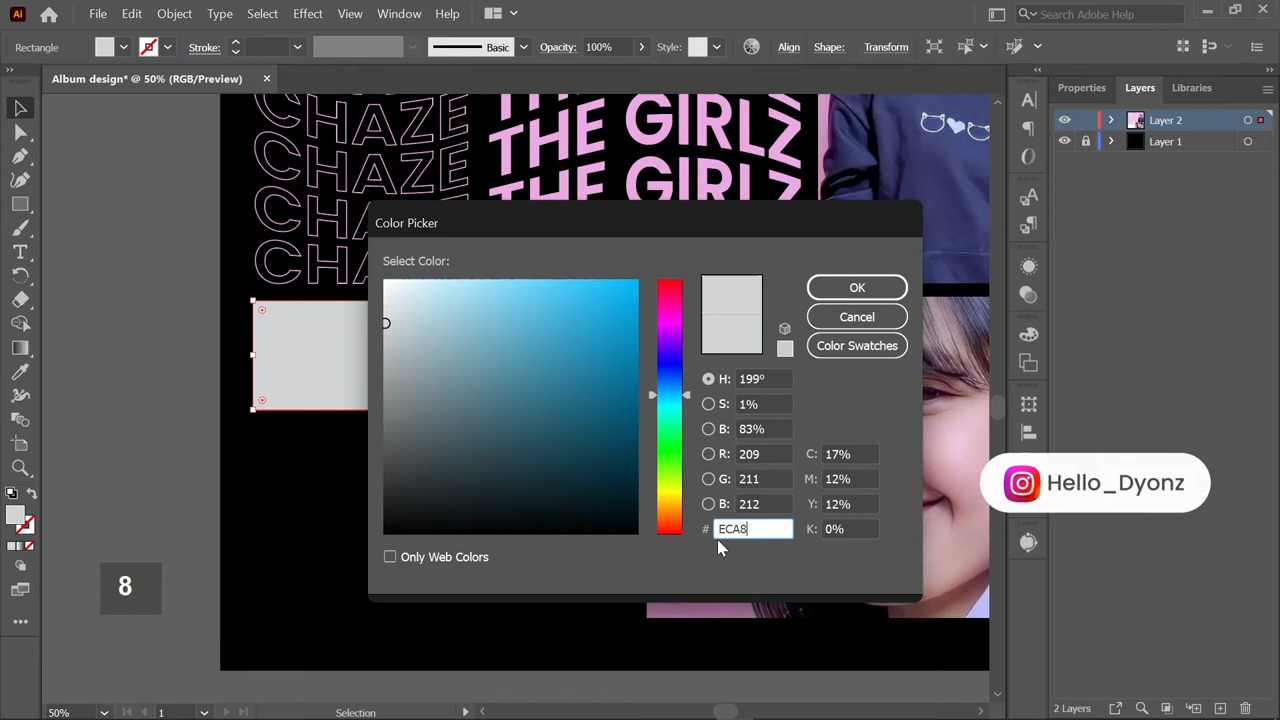 Ai File Edit Object Type Select Effect View Window Help Search Adobe Help
Rectangle Stroke: Basic Opacity: 100% Style: Align Shape: Transform
Album design* @ 50% (RGB/Preview) ×
Properties Layers Libraries
Layer 2
Layer 1
CHAZE
CHAZE
CHAZE
CHAZE
THE GIRLZ
THE GIRLZ
Color Picker
Select Color:
OK
Cancel
Color Swatches
H: 199°
S: 1%
B: 83%
R: 209 C: 17%
G: 211 M: 12%
B: 212 Y: 12%
# ECA8 K: 0%
Only Web Colors
Hello_Dyonz
8
50% 1 Selection
2 Layers